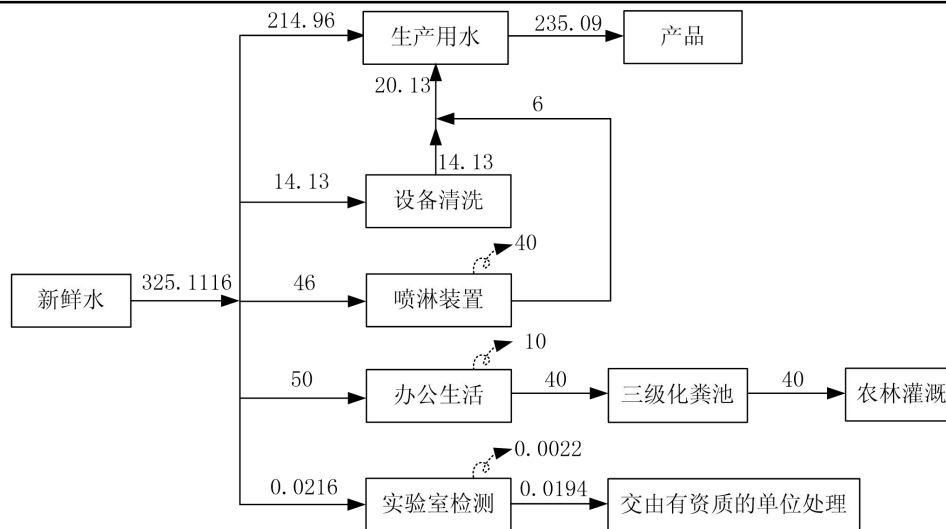 214.96
生产用水
235.09
产品
20.13
6
14.13
14.13
设备清洗
40
新鲜水
325.1116
46
喷淋装置
10
50
办公生活
40
三级化粪池
40
农林灌溉
0.0022
0.0216
实验室检测
0.0194
交由有资质的单位处理